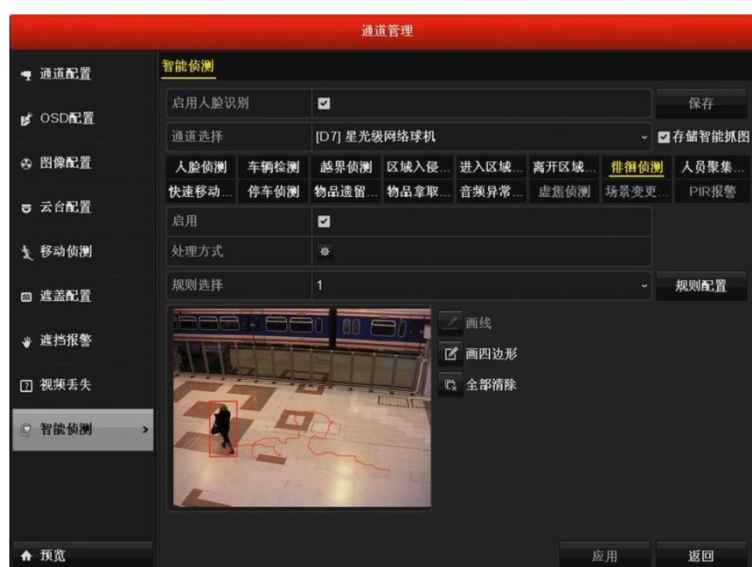 通道管理
通道配置
OSD配置
图像配置
云台配置
移动侦测
遮盖配置
遮挡报警
视频丢失
智能侦测
预览
智能侦测
启用人脸识别
保存
通道选择 [D7] 星光级网络球机
存储智能抓图
人脸侦测 车辆检测 越界侦测 区域入侵... 进入区域... 离开区域... 徘徊侦测 人员聚集...
快速移动... 停车侦测 物品遗留... 物品拿取... 音频异常... 虚焦侦测 场景变更... PIR报警
启用
处理方式
规则选择 1
规则配置
画线
画四边形
全部清除
应用 返回